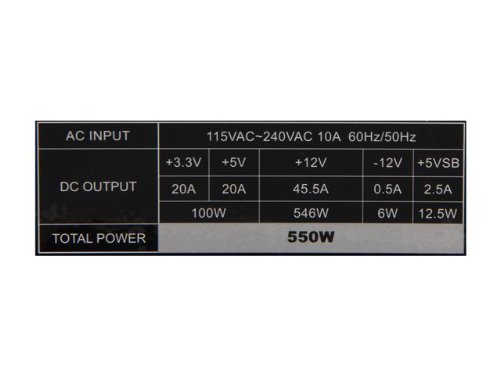 AC INPUT 115VAC~240VAC 10A 60Hz/50Hz
DC OUTPUT +3.3V +5V +12V -12V +5VSB
20A 20A 45.5A 0.5A 2.5A
100W 546W 6W 12.5W
TOTAL POWER 550W